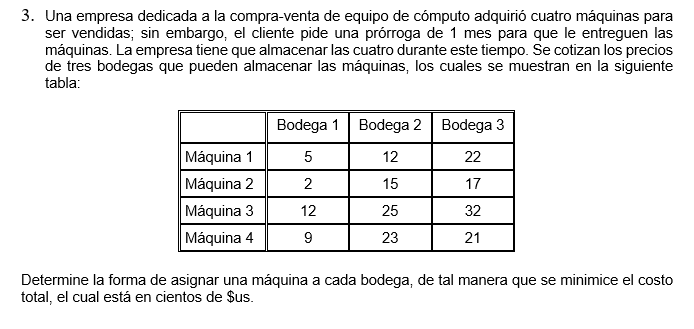 3. Una empresa dedicada a la compra-venta de equipo de cómputo adquirió cuatro máquinas para
ser vendidas; sin embargo, el cliente pide una prórroga de 1 mes para que le entreguen las
máquinas. La empresa tiene que almacenar las cuatro durante este tiempo. Se cotizan los precios
de tres bodegas que pueden almacenar las máquinas, los cuales se muestran en la siguiente
tabla:
Bodega 1 Bodega 2 Bodega 3
Máquina 1 5 12 22
Máquina 2 2 15 17
Máquina 3 12 25 32
Máquina 4 9 23 21
Determine la forma de asignar una máquina a cada bodega, de tal manera que se minimice el costo
total, el cual está en cientos de $us.